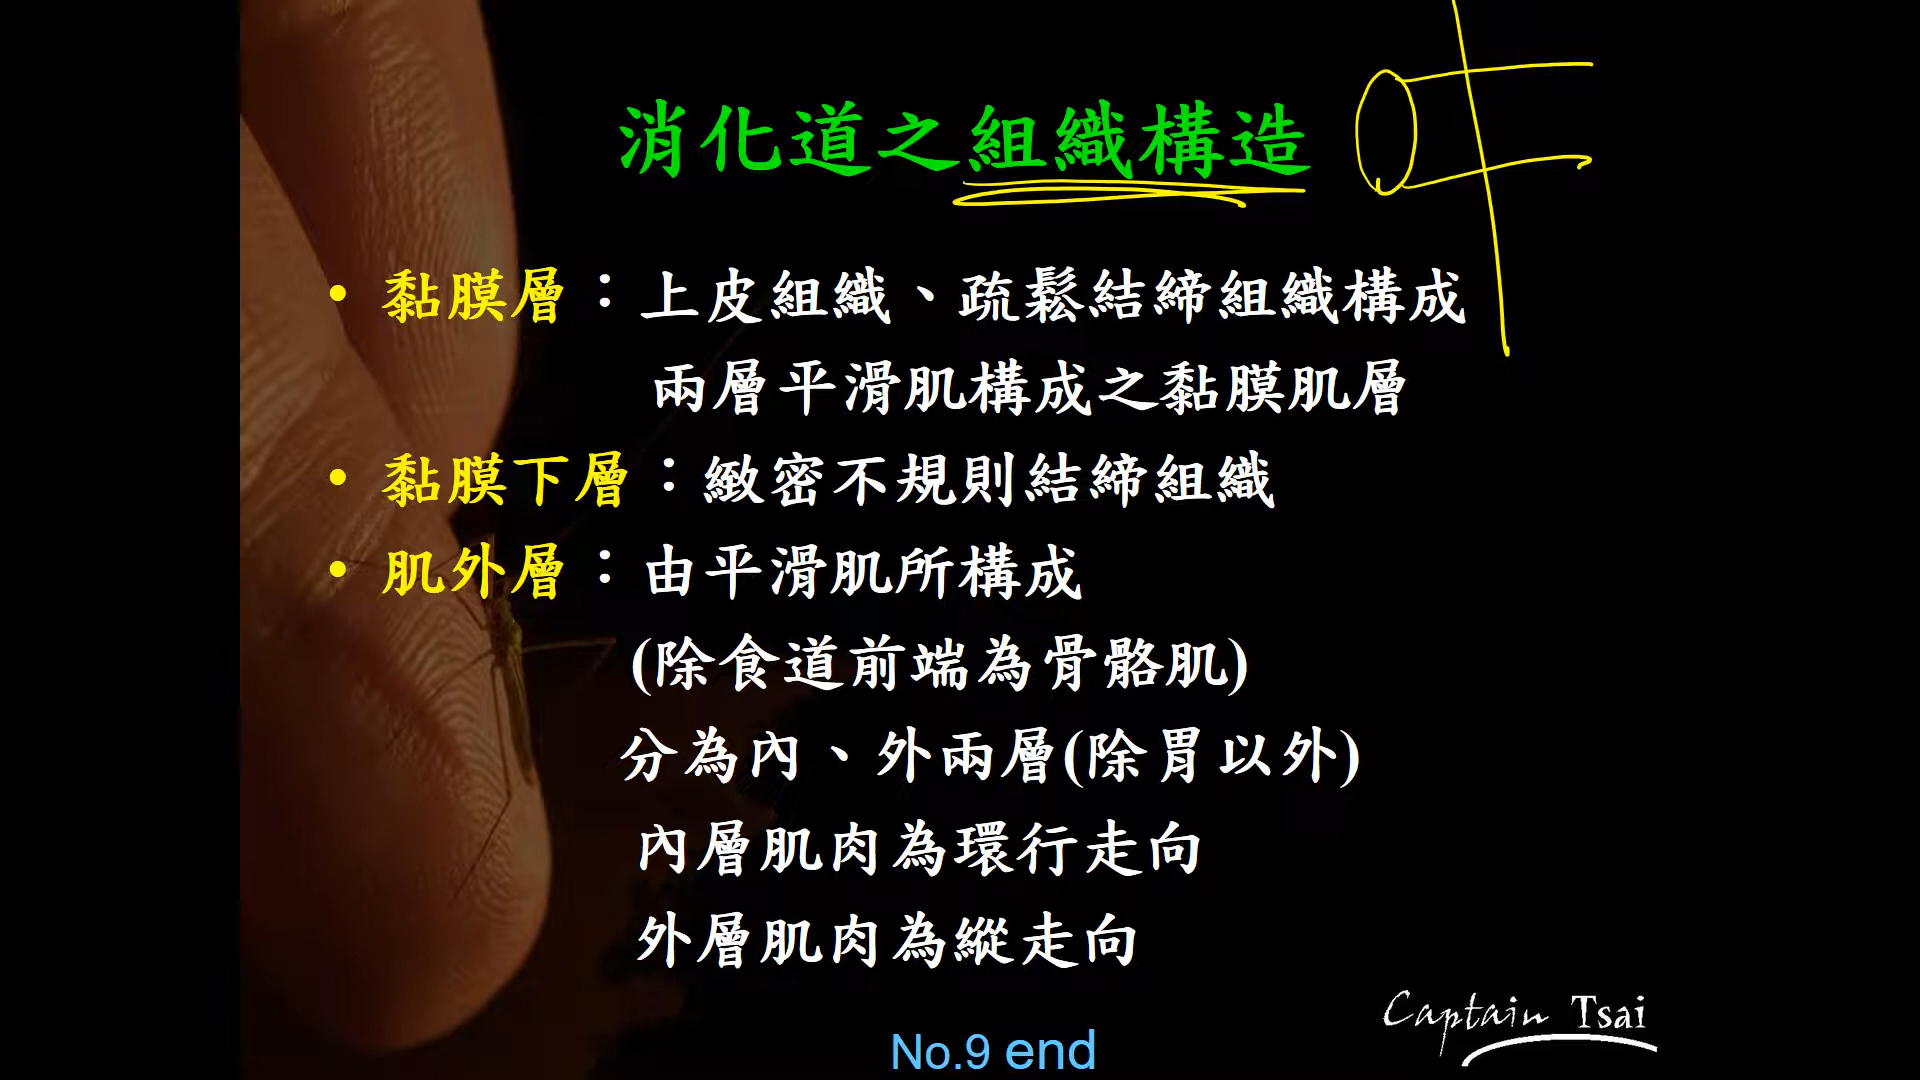 消化道之組織構造
• 黏膜層：上皮組織、疏鬆結締組織構成
兩層平滑肌構成之黏膜肌層
• 黏膜下層：緻密不規則結締組織
• 肌外層：由平滑肌所構成
(除食道前端為骨骼肌)
分為內、外兩層(除胃以外)
內層肌肉為環行走向
外層肌肉為縱走向
Captain Tsai
No.9 end